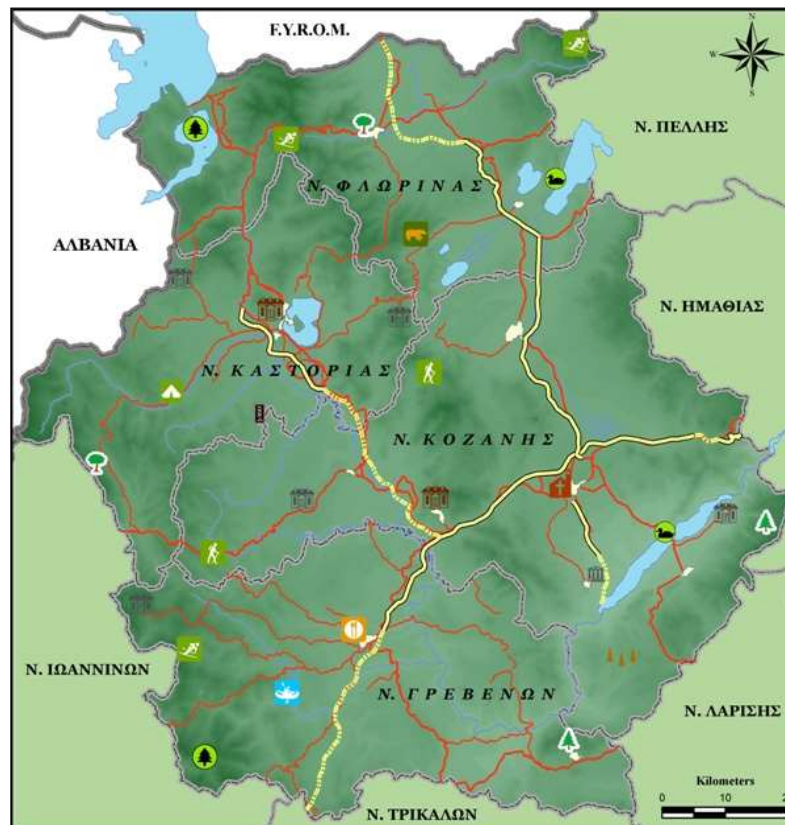 F.Y.R.O.M.
N
W
E
S
Ν. ΠΕΛΛΗΣ
Ν. ΦΛΩΡΙΝΑΣ
ΑΛΒΑΝΙΑ
Ν. ΗΜΑΘΙΑΣ
Ν. ΚΑΣΤΟΡΙΑΣ
Ν. ΚΟΖΑΝΗΣ
Ν. ΙΩΑΝΝΙΝΩΝ
Ν. ΓΡΕΒΕΝΩΝ
Ν. ΛΑΡΙΣΗΣ
Kilometers
0 10
Ν. ΤΡΙΚΑΛΩΝ